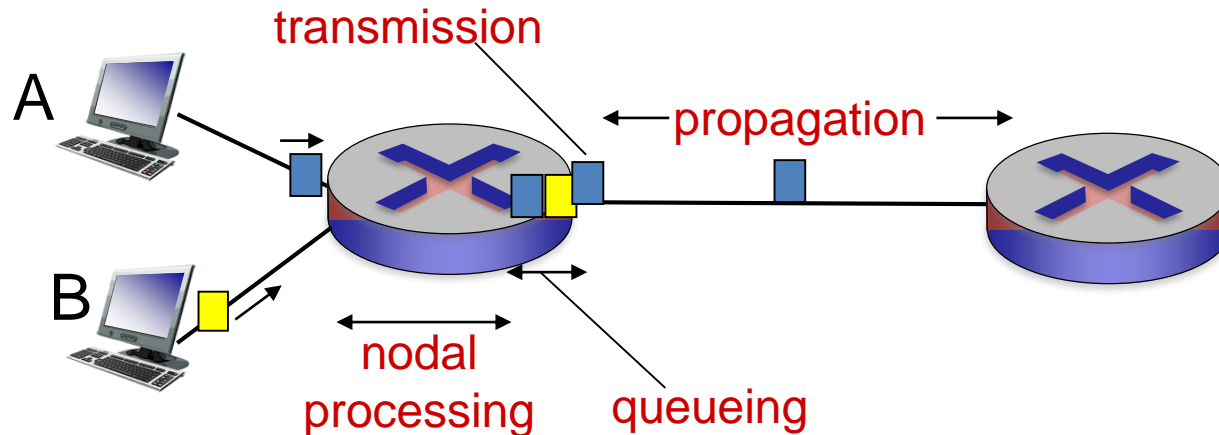 transmission
A
propagation
B
nodal
processing
queueing